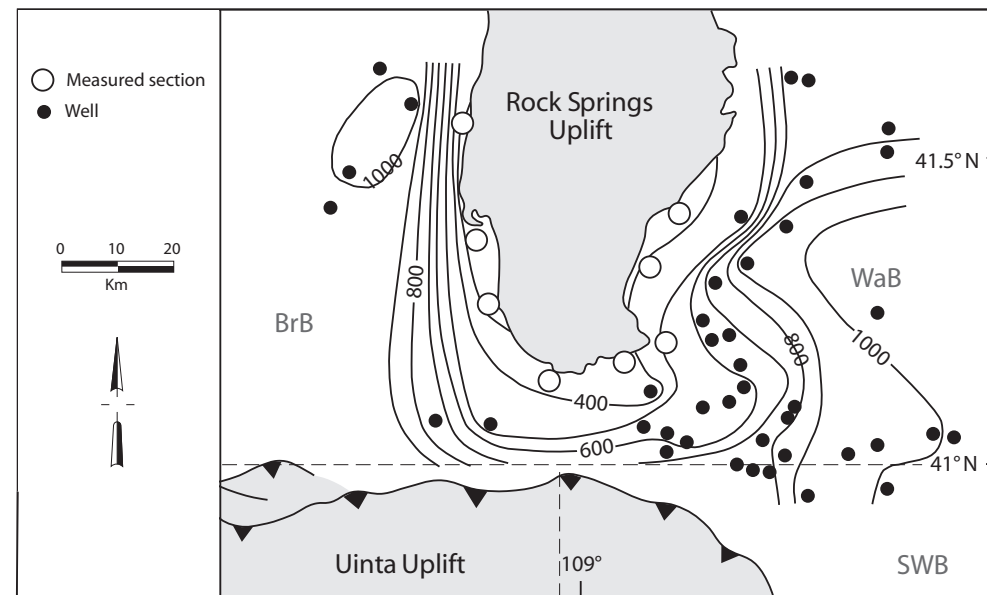 Measured section
Well
0 10 20
Km
Rock Springs
Uplift
1000
41.5° N
800
BrB
WaB
800
1000
400
600
41° N
Uinta Uplift
109°
SWB